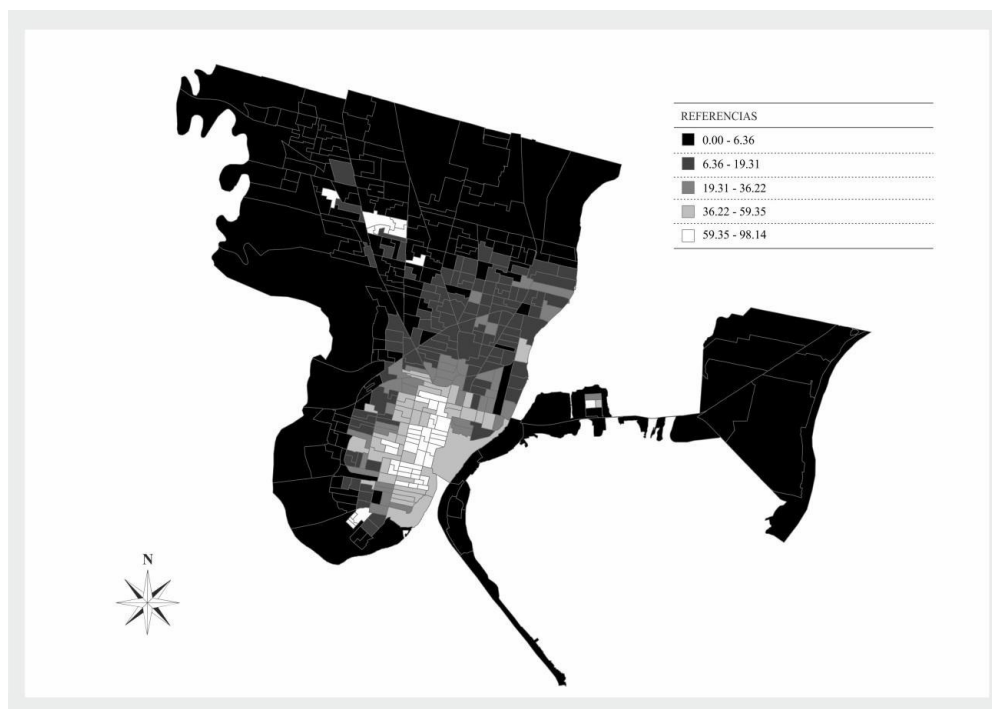 REFERENCIAS
0.00 - 6.36
6.36 - 19.31
19.31 - 36.22
36.22 - 59.35
59.35 - 98.14
N